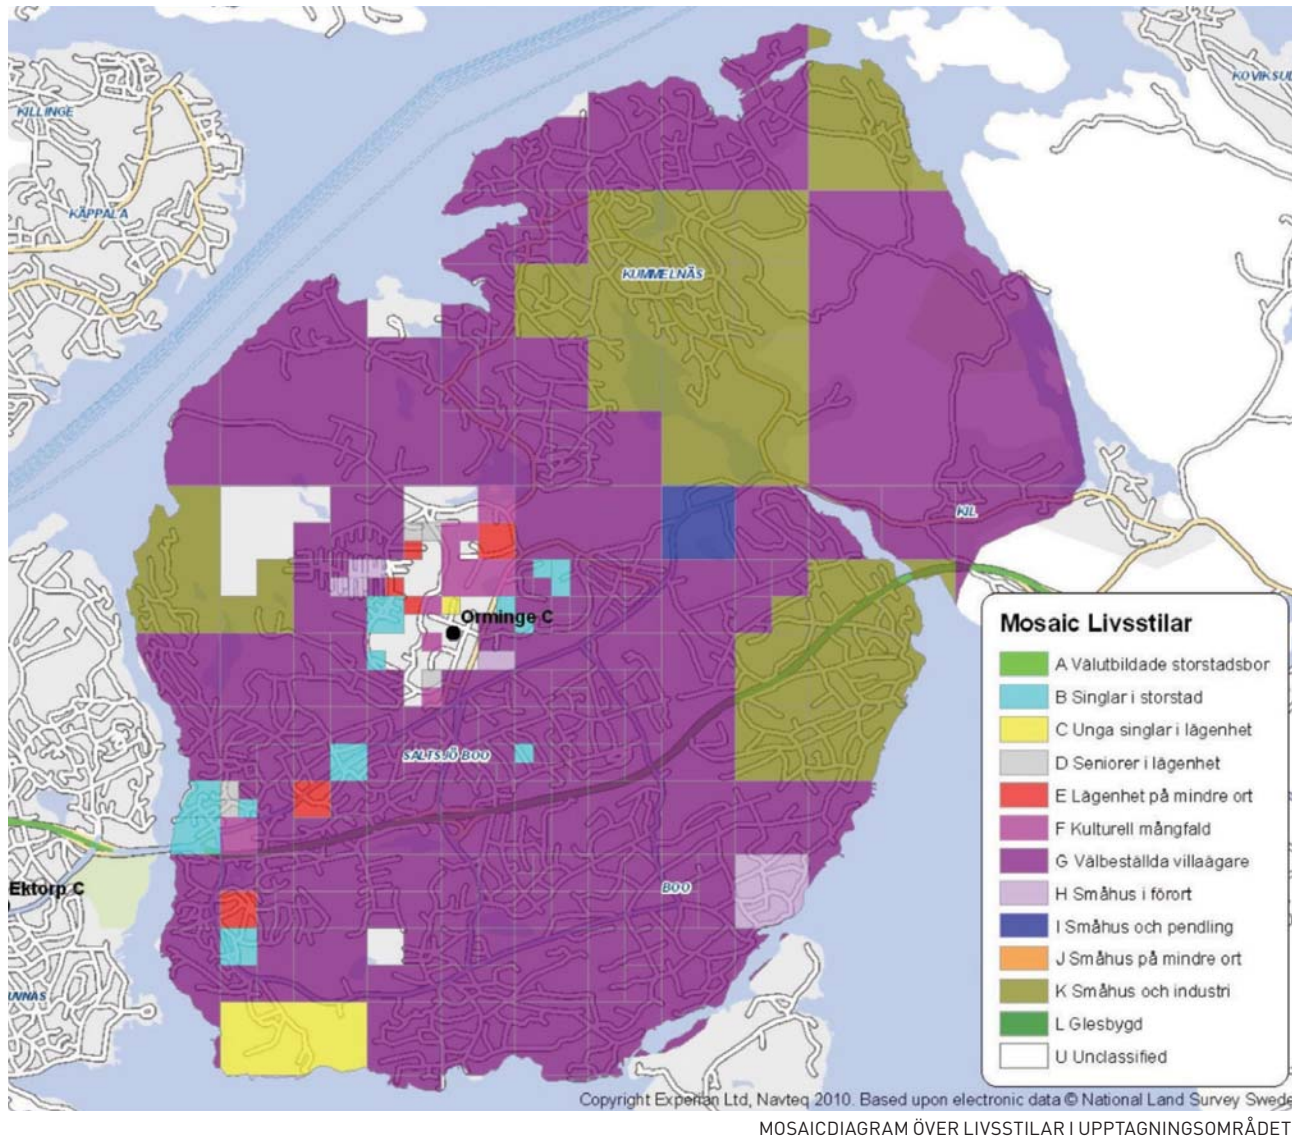 KILLINGE
KÄPPALA
KUMMELNÄS
KIL
Orminge C
SALTSJÖ BOO
BOO
Ektorp C
Mosaic Livsstilar
A Välutbildade storstadsbor
B Singlar i storstad
C Unga singlar i lägenhet
D Seniorer i lägenhet
E Lägenhet på mindre ort
F Kulturell mångfald
G Välbeställda villaägare
H Småhus i förort
I Småhus och pendling
J Småhus på mindre ort
K Småhus och industri
L Glesbygd
U Unclassified
Copyright Experian Ltd, Navteq 2010. Based upon electronic data © National Land Survey Swede
MOSAICDIAGRAM ÖVER LIVSSTILAR I UPPTAGNINGSOMRÅDET